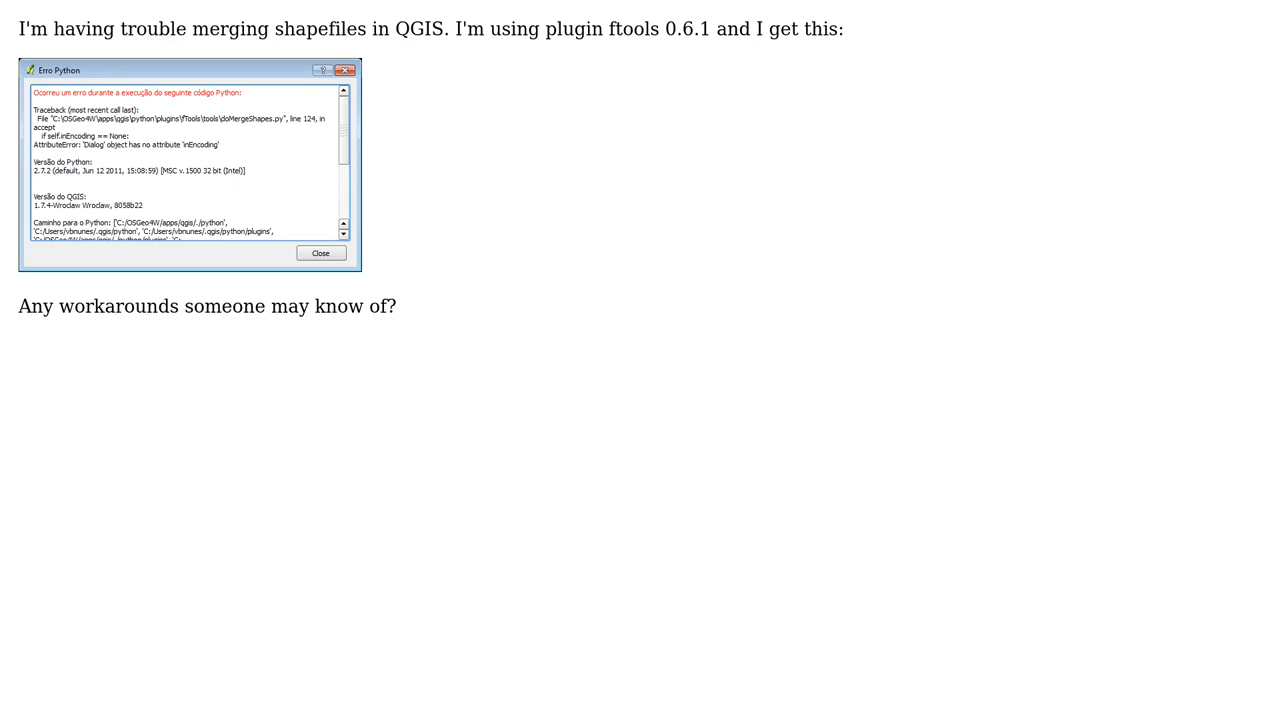 I'm having trouble merging shapefiles in QGIS. I'm using plugin ftools 0.6.1 and I get this:
Erro Python
Ocorreu um erro durante a execução do seguinte código Python:
Traceback (most recent call last):
File "C:\OSGeo4W\apps\qgis\python\plugins\fTools\tools\doMergeShapes.py", line 124, in
accept
if self.inEncoding == None:
AttributeError: 'Dialog' object has no attribute 'inEncoding'
Versão do Python:
2.7.2 (default, Jun 12 2011, 15:08:59) [MSC v.1500 32 bit (Intel)]
Versão do QGIS:
1.7.4-Wroclaw Wroclaw, 8058b22
Caminho para o Python: ['C:/OSGeo4W/apps/qgis/./python',
'C:/Users/vbnunes/.qgis/python', 'C:/Users/vbnunes/.qgis/python/plugins',
'C:/OSGeo4W/apps/qgis/./python/plugins', 'C:
Close
Any workarounds someone may know of?